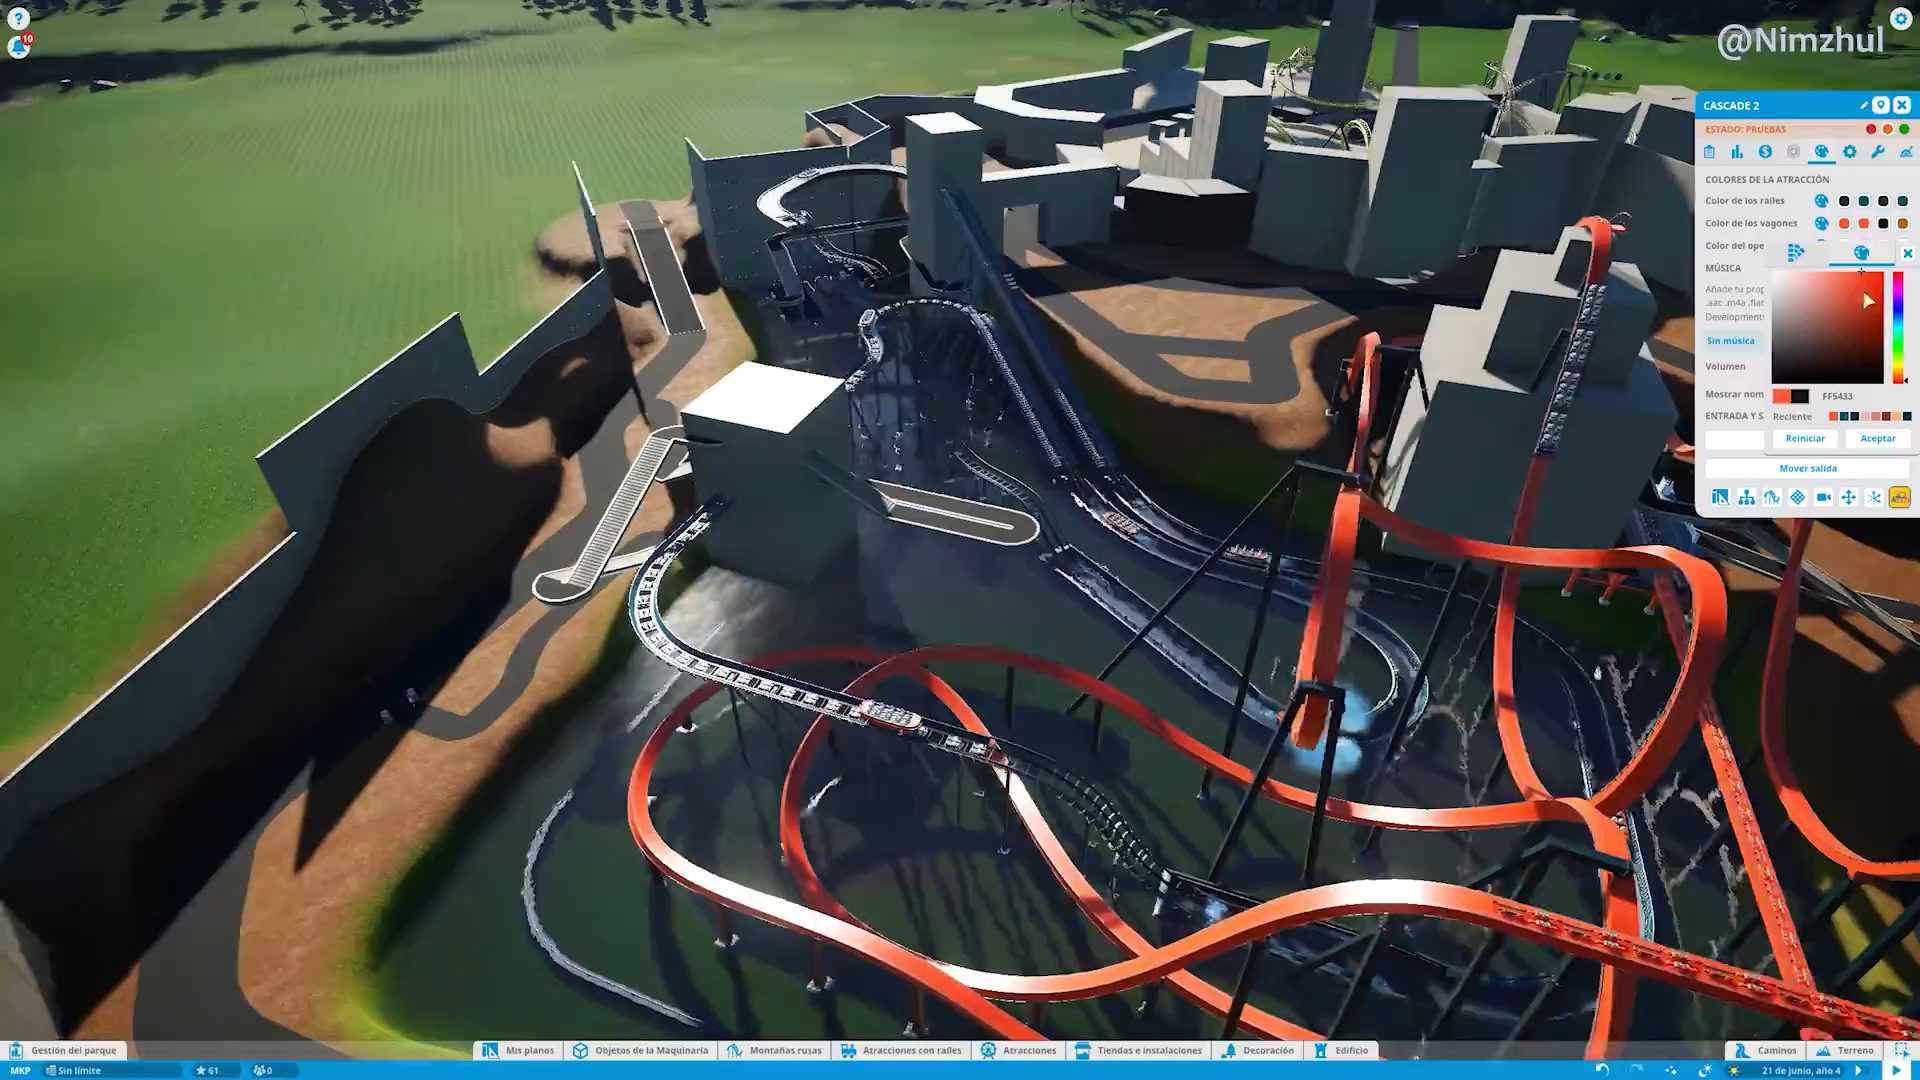 ?
10
@Nimzhul
CASCADE 2
ESTADO: PRUEBAS
COLORES DE LA ATRACCIÓN
Color de los raíles
Color de los vagones
Color del ope
MÚSICA
Añade tu prop
.aac .m4a .flac
Development
Sin música
Volumen
Mostrar nom
FF5433
ENTRADA Y S
Reciente
Reiniciar
Aceptar
Mover salida
Gestión del parque
Mis planos
Objetos de la Maquinaria
Montañas rusas
Atracciones con raíles
Atracciones
Tiendas e instalaciones
Decoración
Edificio
Caminos
Terreno
MKP
Sin límite
61
0
21 de junio, año 4